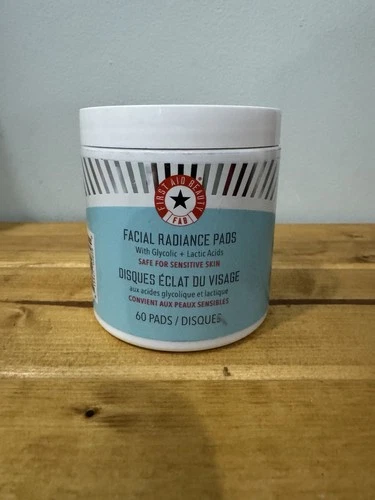 FIRST AID BEAUTY
FAB
FACIAL RADIANCE PADS
With Glycolic + Lactic Acids
SAFE FOR SENSITIVE SKIN
DISQUES ÉCLAT DU VISAGE
aux acides glycolique et lactique
CONVIENT AUX PEAUX SENSIBLES
60 PADS / DISQUES